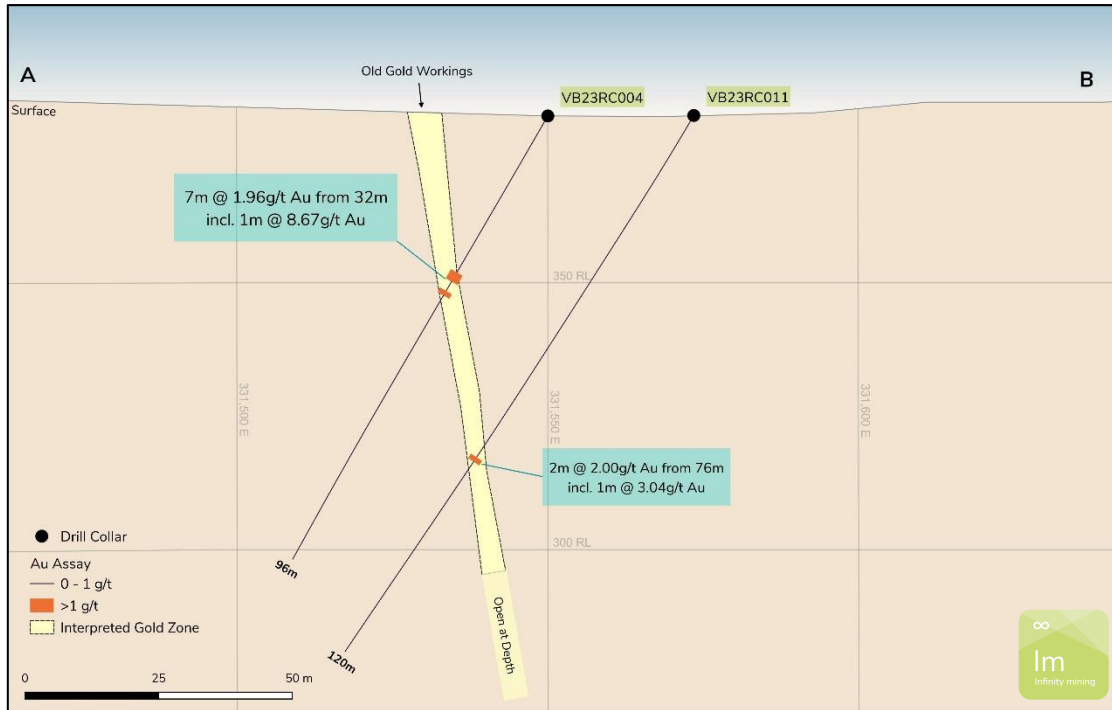 A
B
Old Gold Workings
VB23RC004
VB23RC011
Surface
7m @ 1.96g/t Au from 32m
incl. 1m @ 8.67g/t Au
350 RL
331,500 E
331,550 E
331,600 E
2m @ 2.00g/t Au from 76m
incl. 1m @ 3.04g/t Au
300 RL
Drill Collar
Au Assay
0 - 1 g/t
>1 g/t
Interpreted Gold Zone
96m
120m
Open at Depth
0 25 50 m
∞
Im
Infinity mining